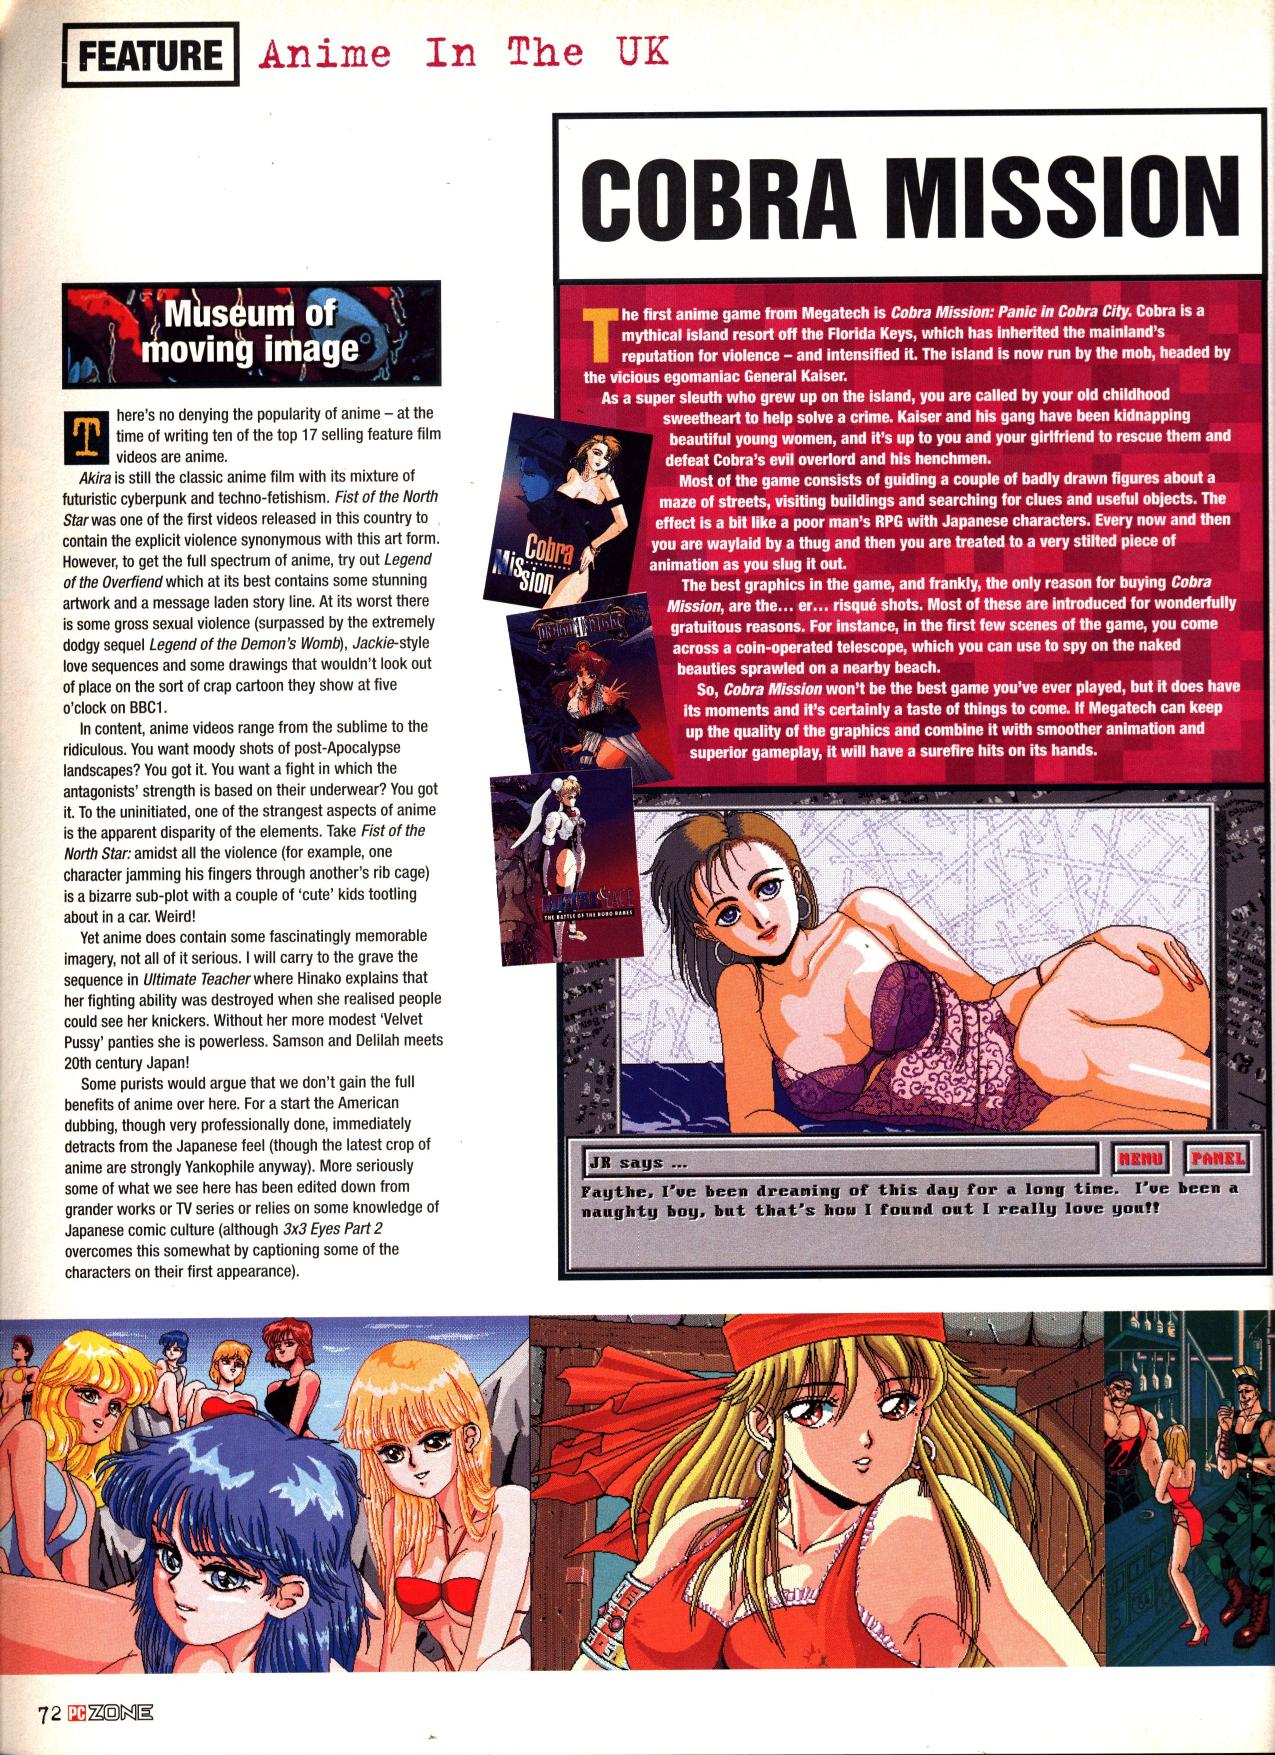 FEATURE
Anime In The UK
Museum of
moving image
There's no denying the popularity of anime – at the
time of writing ten of the top 17 selling feature film
videos are anime.
Akira is still the classic anime film with its mixture of
futuristic cyberpunk and techno-fetishism. Fist of the North
Star was one of the first videos released in this country to
contain the explicit violence synonymous with this art form.
However, to get the full spectrum of anime, try out Legend
of the Overfiend which at its best contains some stunning
artwork and a message laden story line. At its worst there
is some gross sexual violence (surpassed by the extremely
dodgy sequel Legend of the Demon's Womb), Jackie-style
love sequences and some drawings that wouldn't look out
of place on the sort of crap cartoon they show at five
o'clock on BBC1.
In content, anime videos range from the sublime to the
ridiculous. You want moody shots of post-Apocalypse
landscapes? You got it. You want a fight in which the
antagonists' strength is based on their underwear? You got
it. To the uninitiated, one of the strangest aspects of anime
is the apparent disparity of the elements. Take Fist of the
North Star: amidst all the violence (for example, one
character jamming his fingers through another's rib cage)
is a bizarre sub-plot with a couple of 'cute' kids tootling
about in a car. Weird!
Yet anime does contain some fascinatingly memorable
imagery, not all of it serious. I will carry to the grave the
sequence in Ultimate Teacher where Hinako explains that
her fighting ability was destroyed when she realised people
could see her knickers. Without her more modest 'Velvet
Pussy' panties she is powerless. Samson and Delilah meets
20th century Japan!
Some purists would argue that we don't gain the full
benefits of anime over here. For a start the American
dubbing, though very professionally done, immediately
detracts from the Japanese feel (though the latest crop of
anime are strongly Yankophile anyway). More seriously
some of what we see here has been edited down from
grander works or TV series or relies on some knowledge of
Japanese comic culture (although 3x3 Eyes Part 2
overcomes this somewhat by captioning some of the
characters on their first appearance).
COBRA MISSION
The first anime game from Megatech is Cobra Mission: Panic in Cobra City. Cobra is a
mythical island resort off the Florida Keys, which has inherited the mainland's
reputation for violence – and intensified it. The island is now run by the mob, headed by
the vicious egomaniac General Kaiser.
As a super sleuth who grew up on the island, you are called by your old childhood
sweetheart to help solve a crime. Kaiser and his gang have been kidnapping
beautiful young women, and it's up to you and your girlfriend to rescue them and
defeat Cobra's evil overlord and his henchmen.
Most of the game consists of guiding a couple of badly drawn figures about a
maze of streets, visiting buildings and searching for clues and useful objects. The
effect is a bit like a poor man's RPG with Japanese characters. Every now and then
you are waylaid by a thug and then you are treated to a very stilted piece of
animation as you slug it out.
The best graphics in the game, and frankly, the only reason for buying Cobra
Mission, are the... er... risqué shots. Most of these are introduced for wonderfully
gratuitous reasons. For instance, in the first few scenes of the game, you come
across a coin-operated telescope, which you can use to spy on the naked
beauties sprawled on a nearby beach.
So, Cobra Mission won't be the best game you've ever played, but it does have
its moments and it's certainly a taste of things to come. If Megatech can keep
up the quality of the graphics and combine it with smoother animation and
superior gameplay, it will have a surefire hits on its hands.
Cobra
Mission
DRAGON KNIGHT
METAL & LACE
THE BATTLE OF THE ROBO BABES
JR says ...
MENU
PANEL
Faythe, I've been dreaming of this day for a long time. I've been a
naughty boy, but that's how I found out I really love you!!
72 PC ZONE